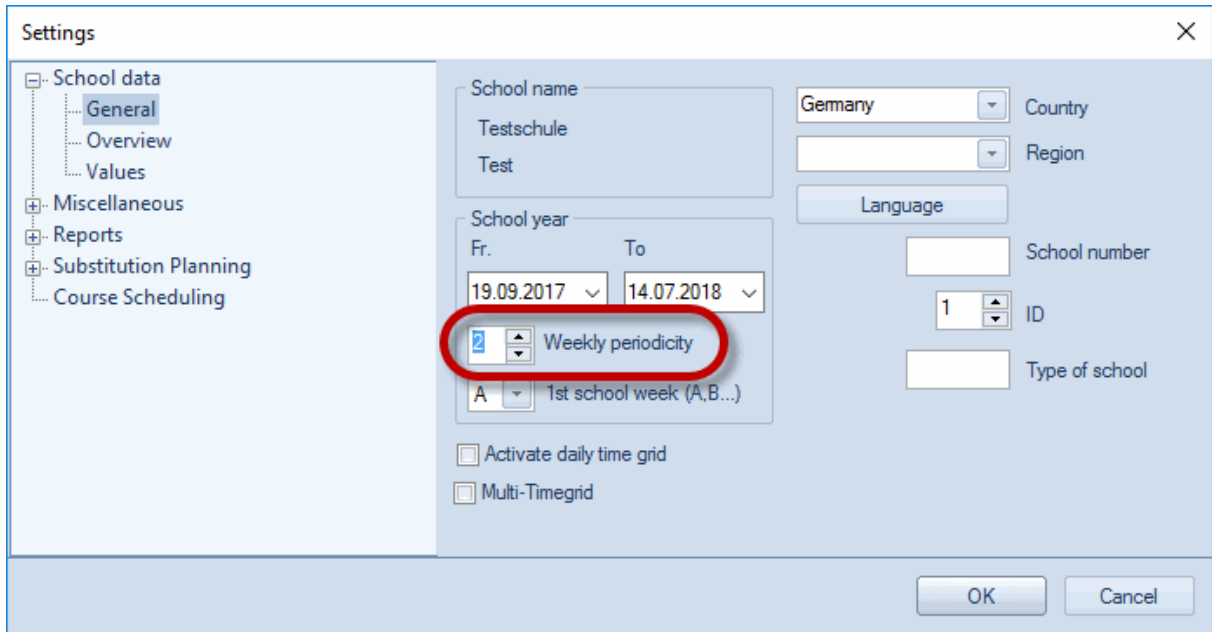 Settings
School data
General
Overview
Values
Miscellaneous
Reports
Substitution Planning
Course Scheduling
School name
Testschule
Test
School year
Fr. To
19.09.2017 14.07.2018
2 Weekly periodicity
A 1st school week (A,B...)
Activate daily time grid
Multi-Timegrid
Germany Country
Region
Language
School number
1 ID
Type of school
OK Cancel